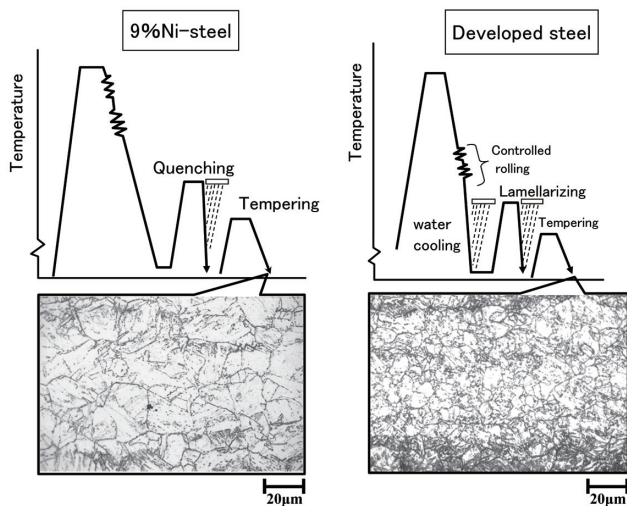 9%Ni-steel
Temperature
Quenching
Tempering
20μm
Developed steel
Temperature
Controlled
rolling
Lamellarizing
water
cooling
Tempering
20μm